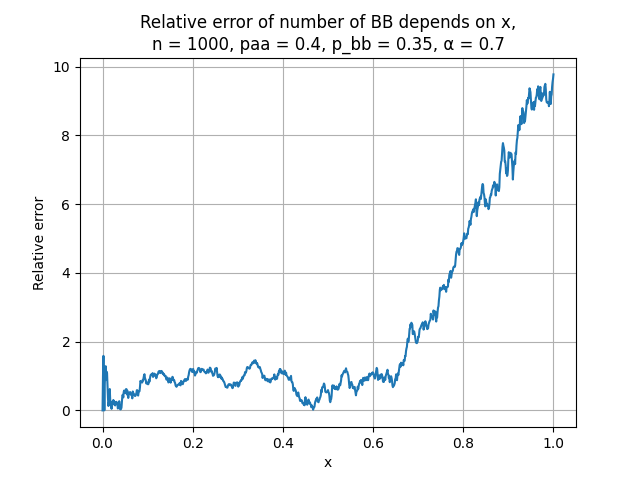 Relative error of number of BB depends on x,
n = 1000, paa = 0.4, p_bb = 0.35, α = 0.7
10
8
6
4
2
0
Relative error
0.0 0.2 0.4 0.6 0.8 1.0
x